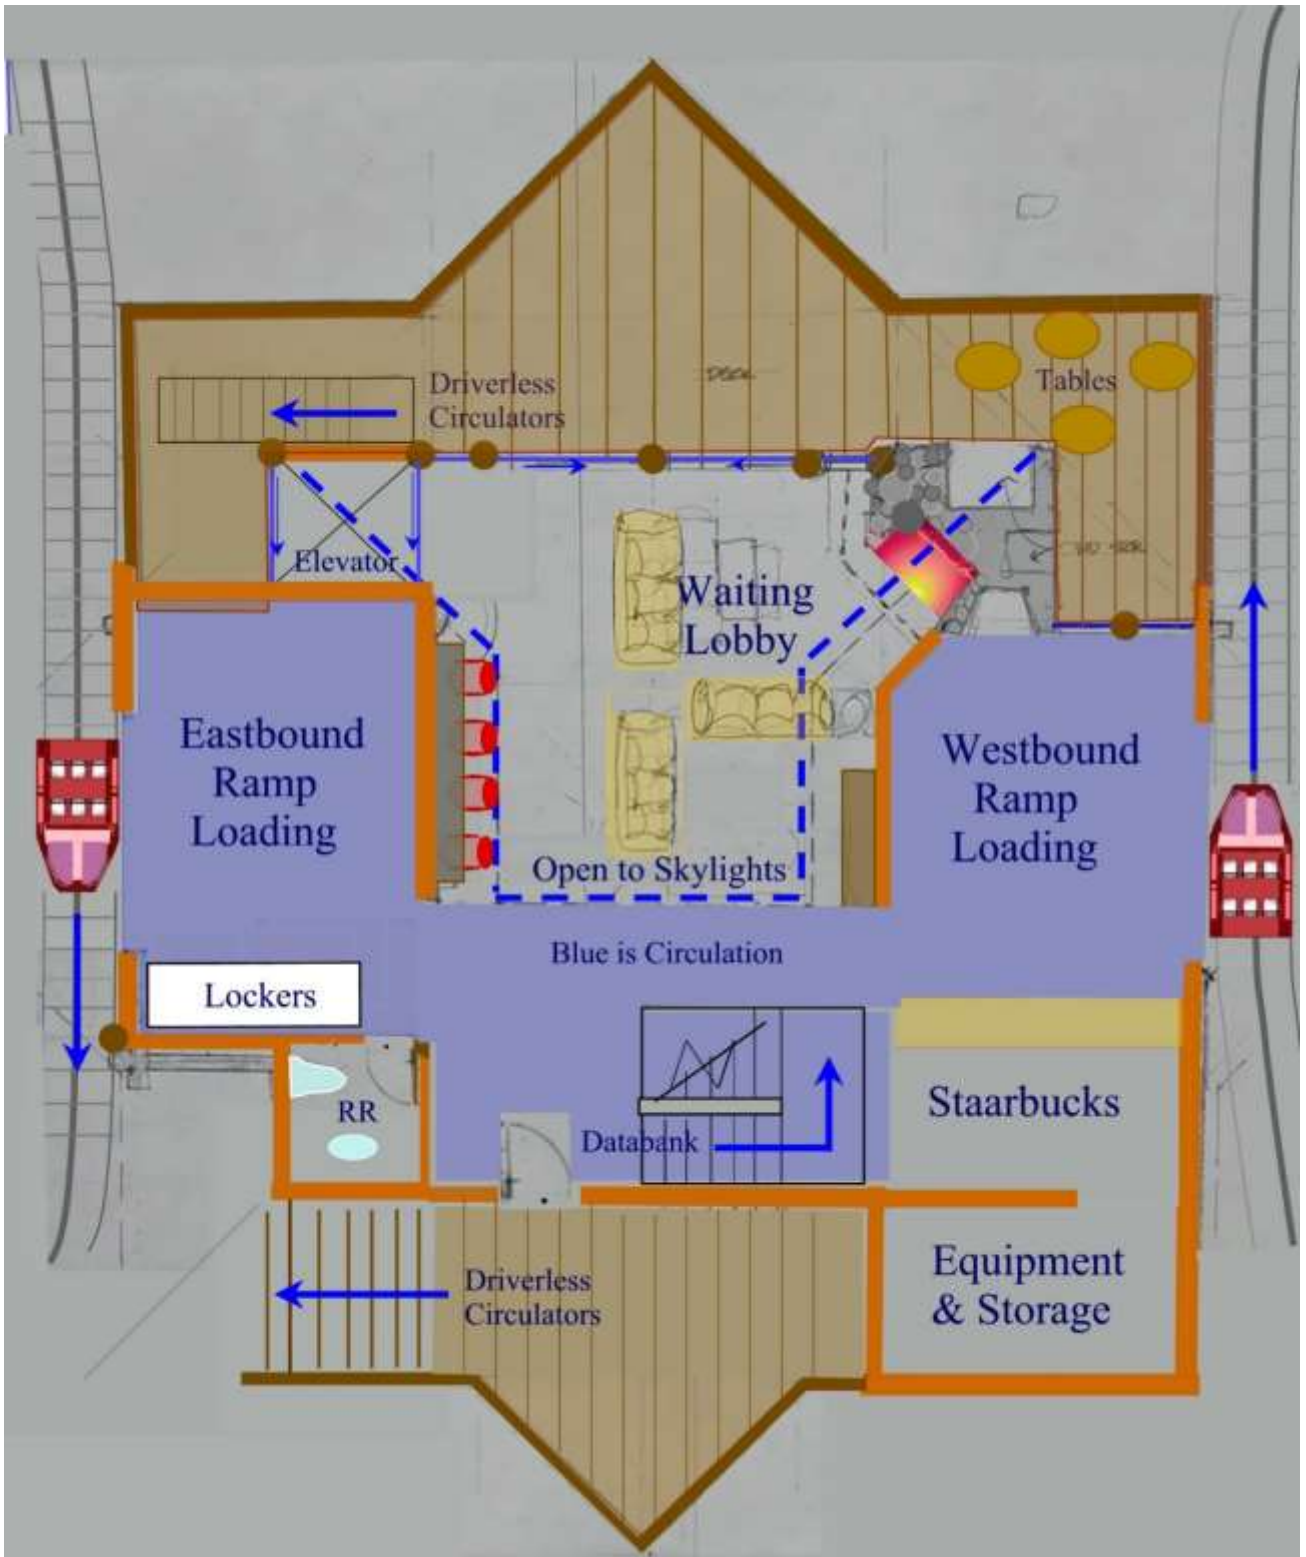 Driverless
Circulators
DECK
Tables
Elevator
Waiting
Lobby
Eastbound
Ramp
Loading
Westbound
Ramp
Loading
Open to Skylights
Blue is Circulation
Lockers
RR
Databank
Staarbucks
Driverless
Circulators
Equipment
& Storage